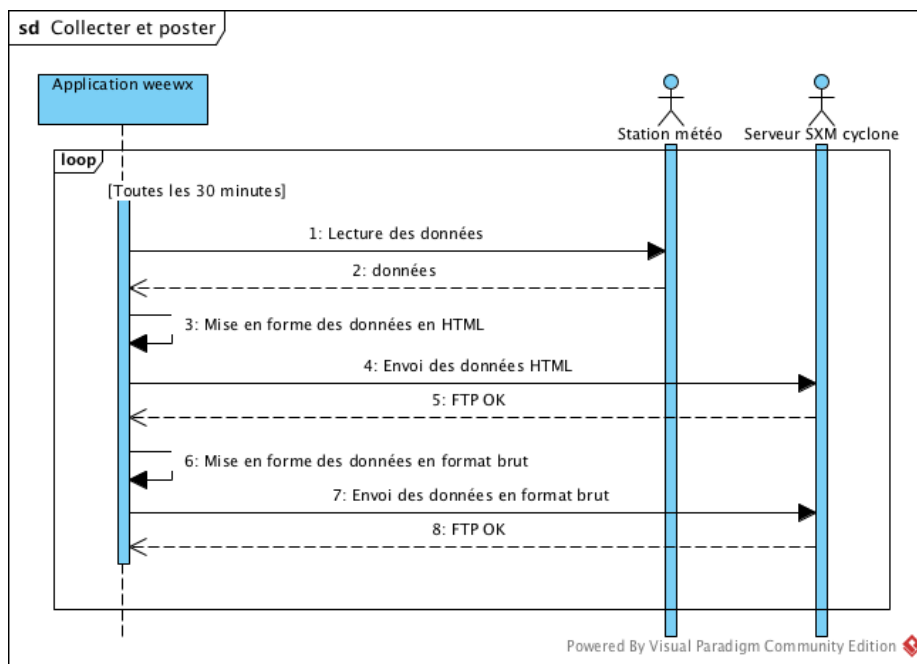 sd Collecter et poster
Application weewx
Station météo
Serveur SXM cyclone
loop
[Toutes les 30 minutes]
1: Lecture des données
2: données
3: Mise en forme des données en HTML
4: Envoi des données HTML
5: FTP OK
6: Mise en forme des données en format brut
7: Envoi des données en format brut
8: FTP OK
Powered By Visual Paradigm Community Edition